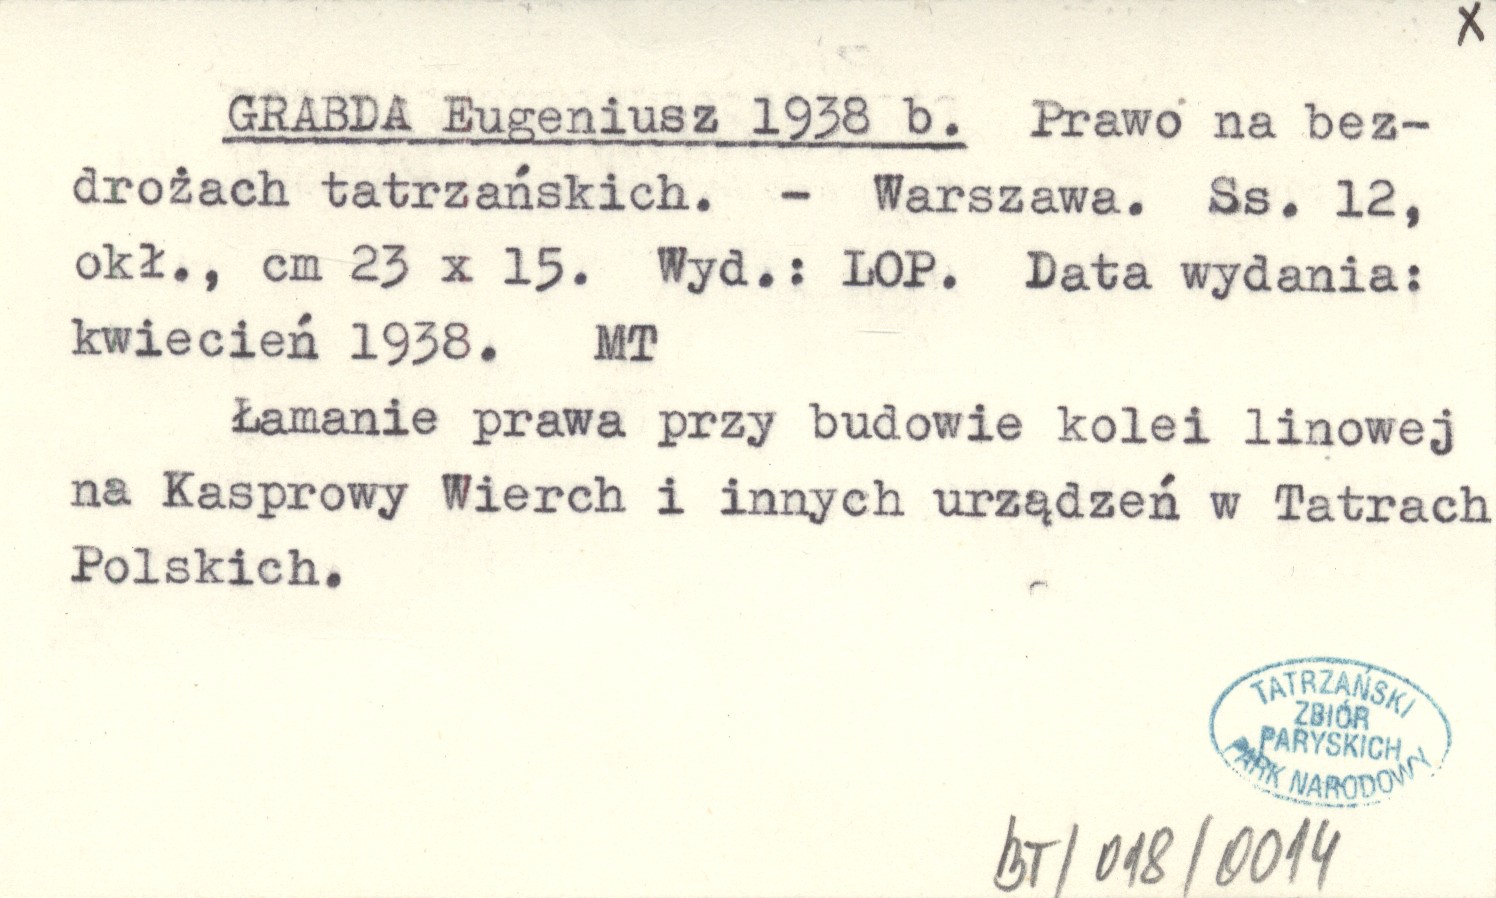 X
GRABDA Eugeniusz 1938 b. Prawo na bez-
drożach tatrzańskich. - Warszawa. Ss. 12,
okł., cm 23 x 15. Wyd.: LOP. Data wydania:
kwiecień 1938. MT
Łamanie prawa przy budowie kolei linowej
na Kasprowy Wierch i innych urządzeń w Tatrach
Polskich.
TATRZAŃSKI
ZBIÓR
PARYSKICH
PARK NARODOWY
BT/018/0014